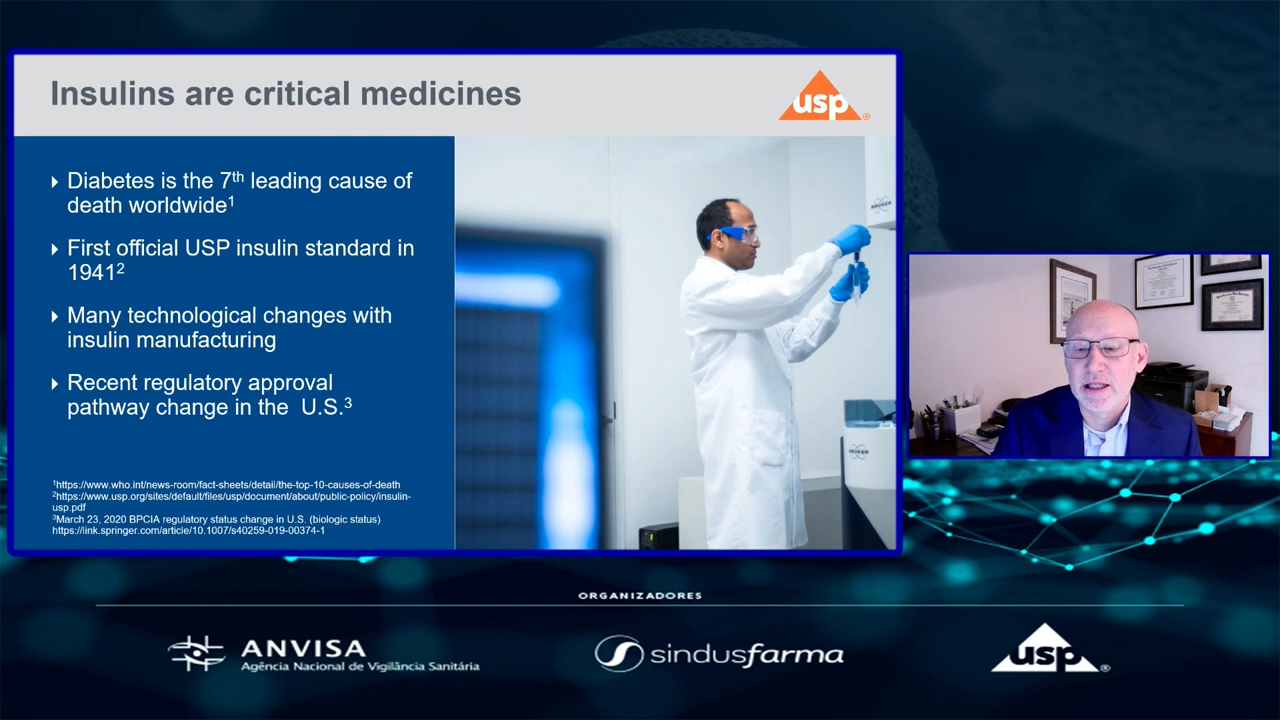 Insulins are critical medicines
usp®
Diabetes is the 7th leading cause of
death worldwide1
First official USP insulin standard in
19412
Many technological changes with
insulin manufacturing
Recent regulatory approval
pathway change in the U.S.3
1https://www.who.int/news-room/fact-sheets/detail/the-top-10-causes-of-death
2https://www.usp.org/sites/default/files/usp/document/about/public-policy/insulin-
usp.pdf
3March 23, 2020 BPCIA regulatory status change in U.S. (biologic status)
https://link.springer.com/article/10.1007/s40259-019-00374-1
BRUKER
BRUKER
ORGANIZADORES
ANVISA
Agência Nacional de Vigilância Sanitária
sindusfarma
usp®